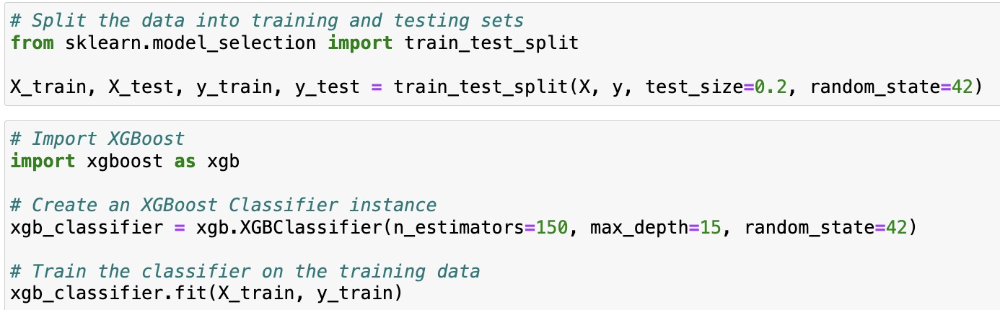 # Split the data into training and testing sets
from sklearn.model_selection import train_test_split
X_train, X_test, y_train, y_test = train_test_split(X, y, test_size=0.2, random_state=42)
# Import XGBoost
import xgboost as xgb
# Create an XGBoost Classifier instance
xgb_classifier = xgb.XGBClassifier(n_estimators=150, max_depth=15, random_state=42)
# Train the classifier on the training data
xgb_classifier.fit(X_train, y_train)